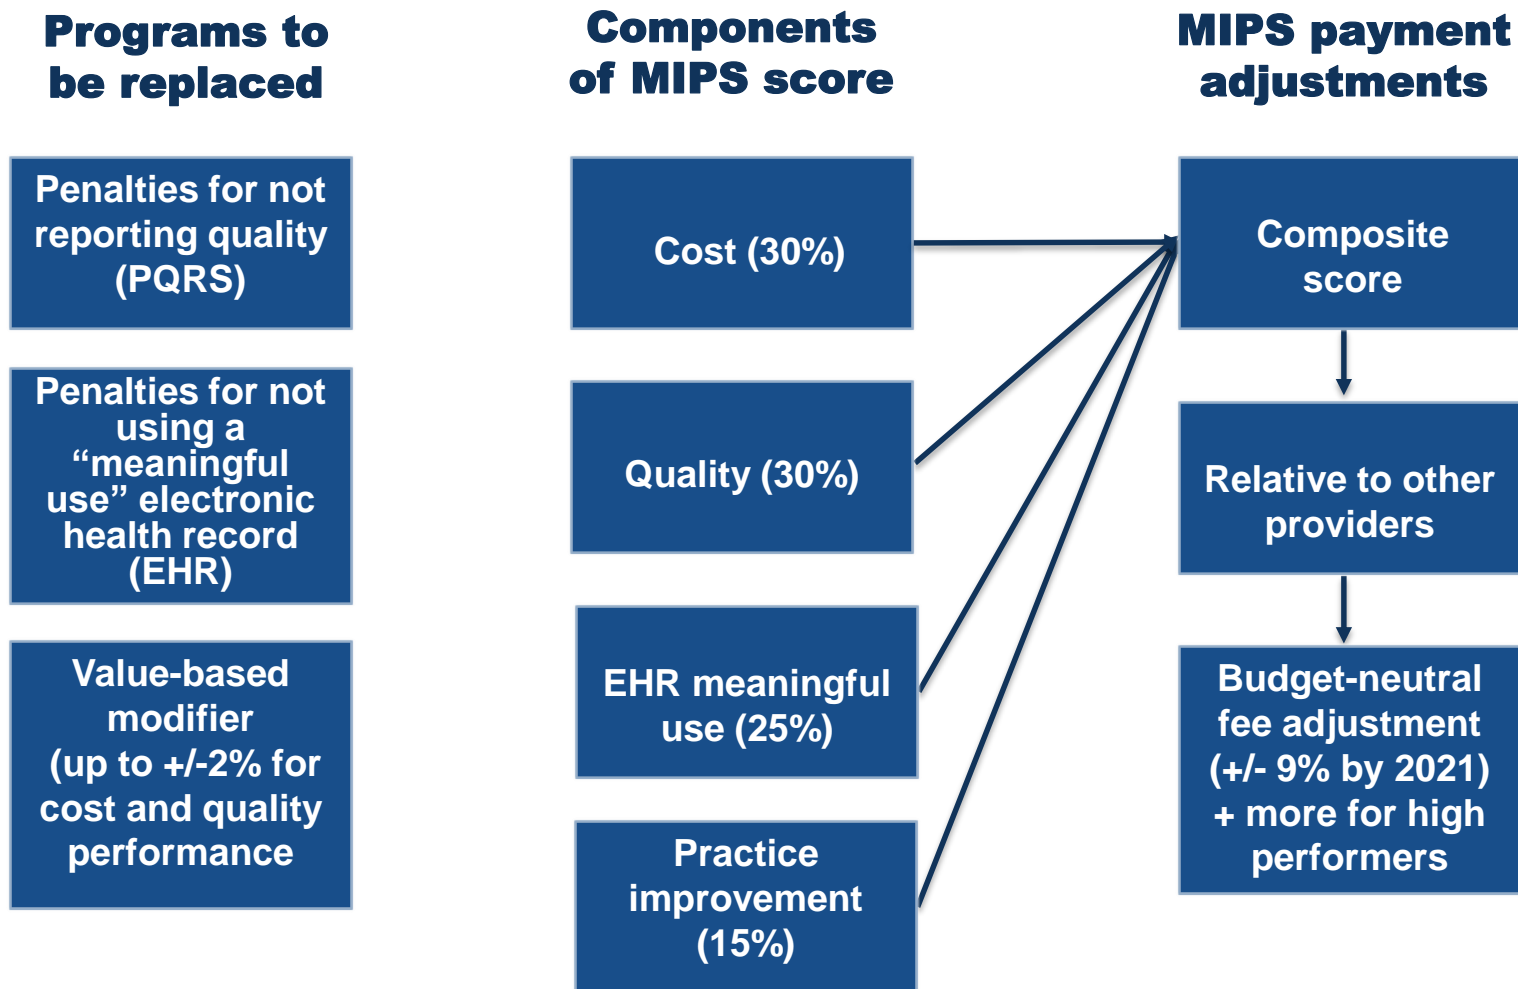 Programs to
be replaced
Penalties for not
reporting quality
(PQRS)
Penalties for not
using a
“meaningful
use” electronic
health record
(EHR)
Value-based
modifier
(up to +/-2% for
cost and quality
performance
Components
of MIPS score
Cost (30%)
Quality (30%)
EHR meaningful
use (25%)
Practice
improvement
(15%)
MIPS payment
adjustments
Composite
score
Relative to other
providers
Budget-neutral
fee adjustment
(+/- 9% by 2021)
+ more for high
performers